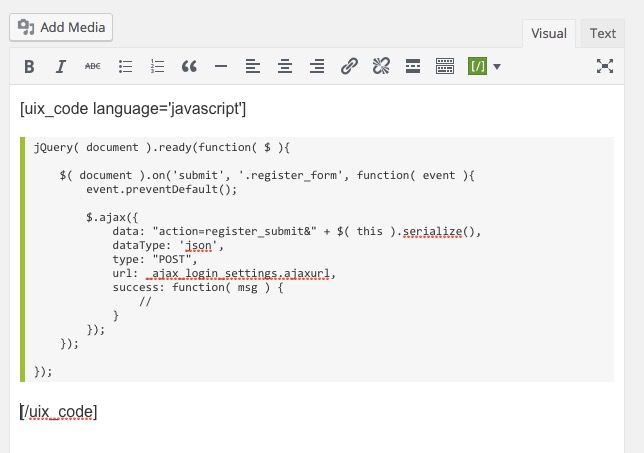 Add Media
Visual Text
B I ABC [/]
[uix_code language='javascript']
jQuery( document ).ready(function( $ ){
$( document ).on('submit', '.register_form', function( event ){
event.preventDefault();
$.ajax({
data: "action=register_submit&" + $( this ).serialize(),
dataType: 'json',
type: "POST",
url: _ajax_login_settings.ajaxurl,
success: function( msg ) {
//
}
});
});
});
[/uix_code]